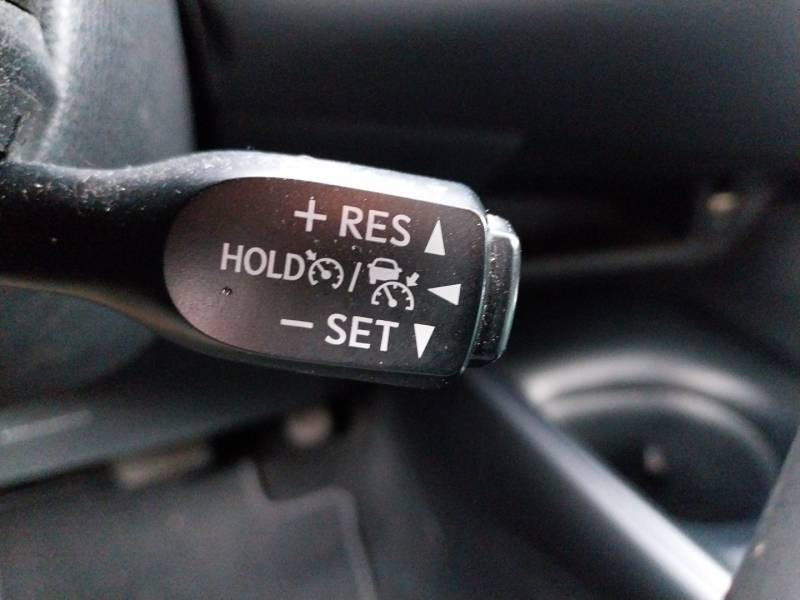 + RES
HOLD /
− SET